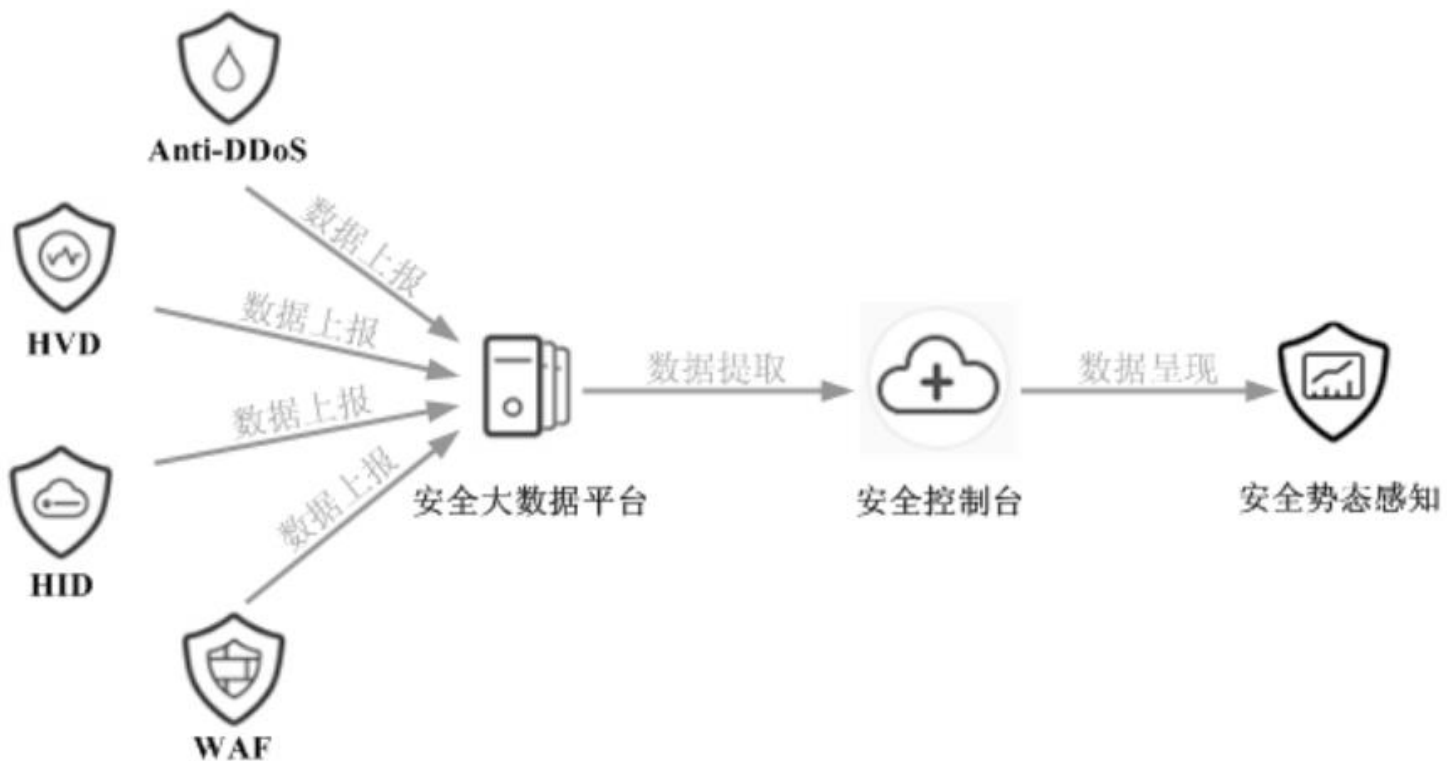 Anti-DDoS
数据上报
HVD
数据上报
数据上报
HID
数据上报
WAF
安全大数据平台
数据提取
安全控制台
数据呈现
安全势态感知